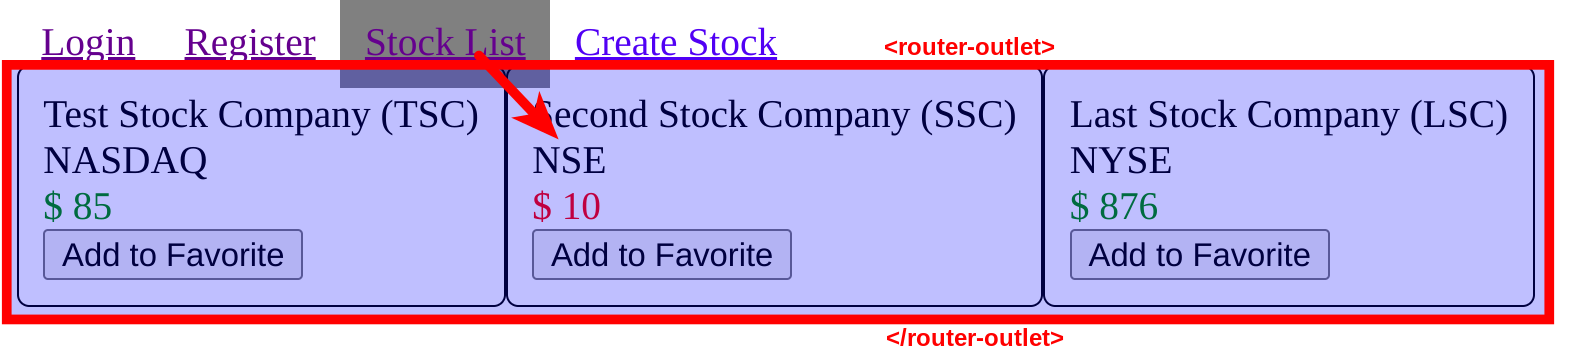 Login Register Stock List Create Stock <router-outlet>
Test Stock Company (TSC)
NASDAQ
$ 85
Add to Favorite
Second Stock Company (SSC)
NSE
$ 10
Add to Favorite
Last Stock Company (LSC)
NYSE
$ 876
Add to Favorite
</router-outlet>